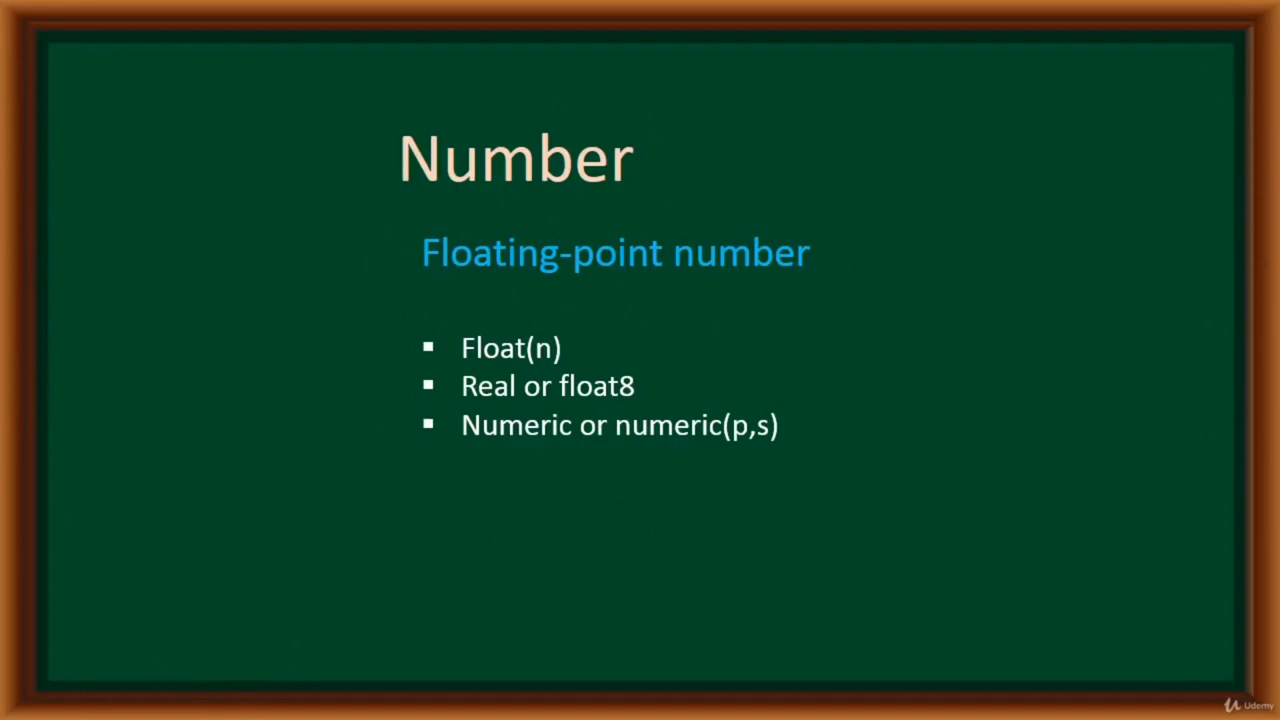 Number
Floating-point number
▪ Float(n)
▪ Real or float8
▪ Numeric or numeric(p,s)
Udemy